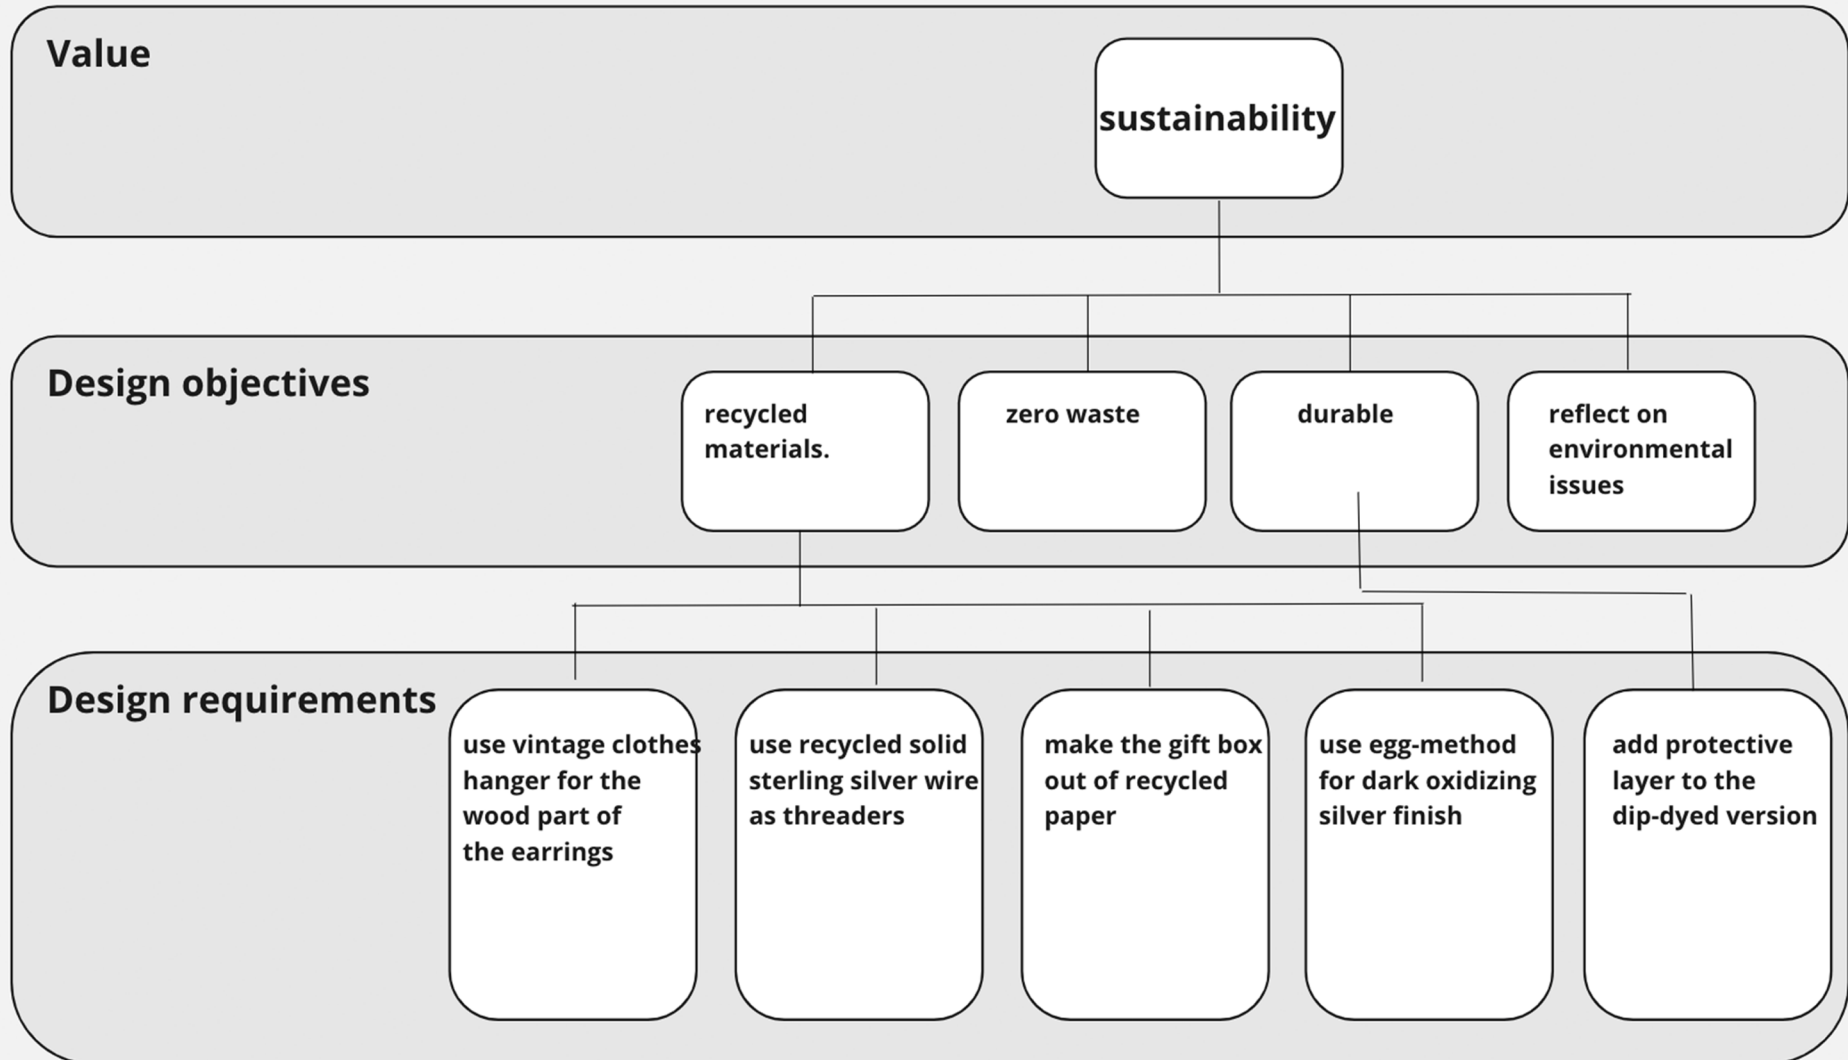 Value
sustainability
Design objectives
recycled
materials.
zero waste
durable
reflect on
environmental
issues
Design requirements
use vintage clothes
hanger for the
wood part of
the earrings
use recycled solid
sterling silver wire
as threaders
make the gift box
out of recycled
paper
use egg-method
for dark oxidizing
silver finish
add protective
layer to the
dip-dyed version